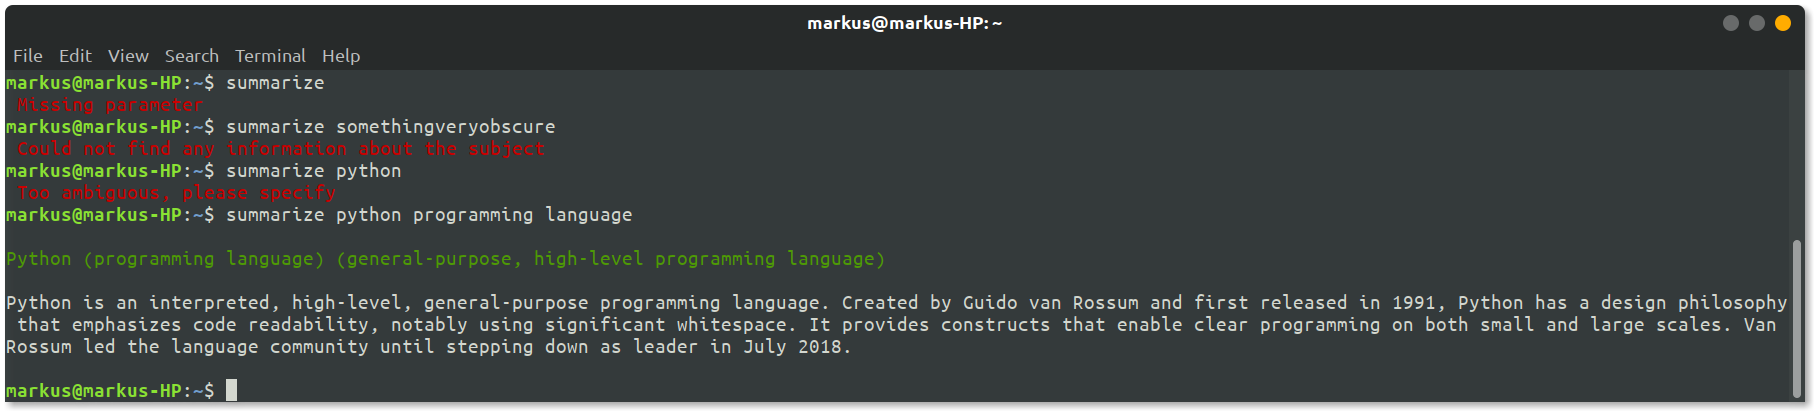 markus@markus-HP: ~
File Edit View Search Terminal Help
markus@markus-HP:~$ summarize
Missing parameter
markus@markus-HP:~$ summarize somethingveryobscure
Could not find any information about the subject
markus@markus-HP:~$ summarize python
Too ambiguous, please specify
markus@markus-HP:~$ summarize python programming language
Python (programming language) (general-purpose, high-level programming language)
Python is an interpreted, high-level, general-purpose programming language. Created by Guido van Rossum and first released in 1991, Python has a design philosophy
that emphasizes code readability, notably using significant whitespace. It provides constructs that enable clear programming on both small and large scales. Van
Rossum led the language community until stepping down as leader in July 2018.
markus@markus-HP:~$